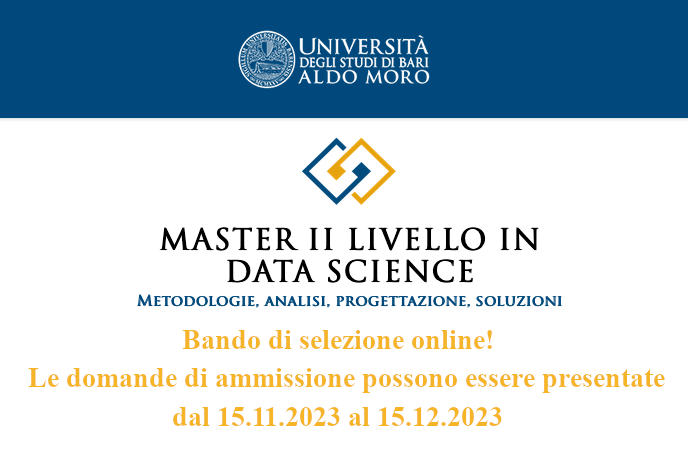 UNIVERSITÀ
DEGLI STUDI DI BARI
ALDO MORO
MASTER II LIVELLO IN
DATA SCIENCE
METODOLOGIE, ANALISI, PROGETTAZIONE, SOLUZIONI
Bando di selezione online!
Le domande di ammissione possono essere presentate
dal 15.11.2023 al 15.12.2023